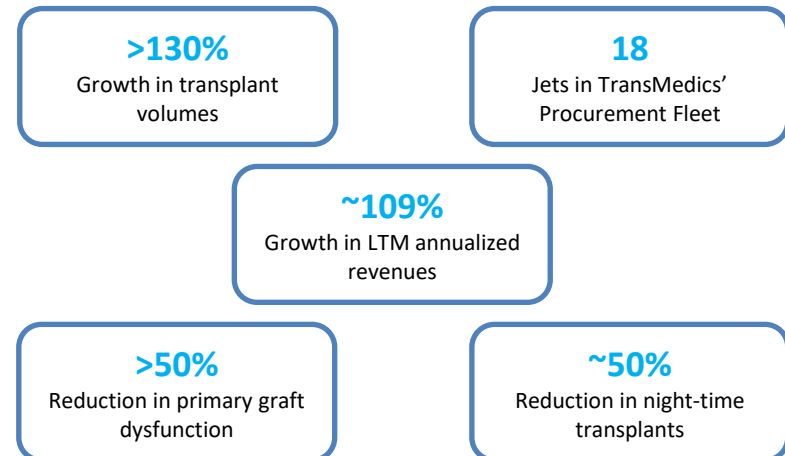 >130%
Growth in transplant
volumes
18
Jets in TransMedics’
Procurement Fleet
~109%
Growth in LTM annualized
revenues
>50%
Reduction in primary graft
dysfunction
~50%
Reduction in night-time
transplants